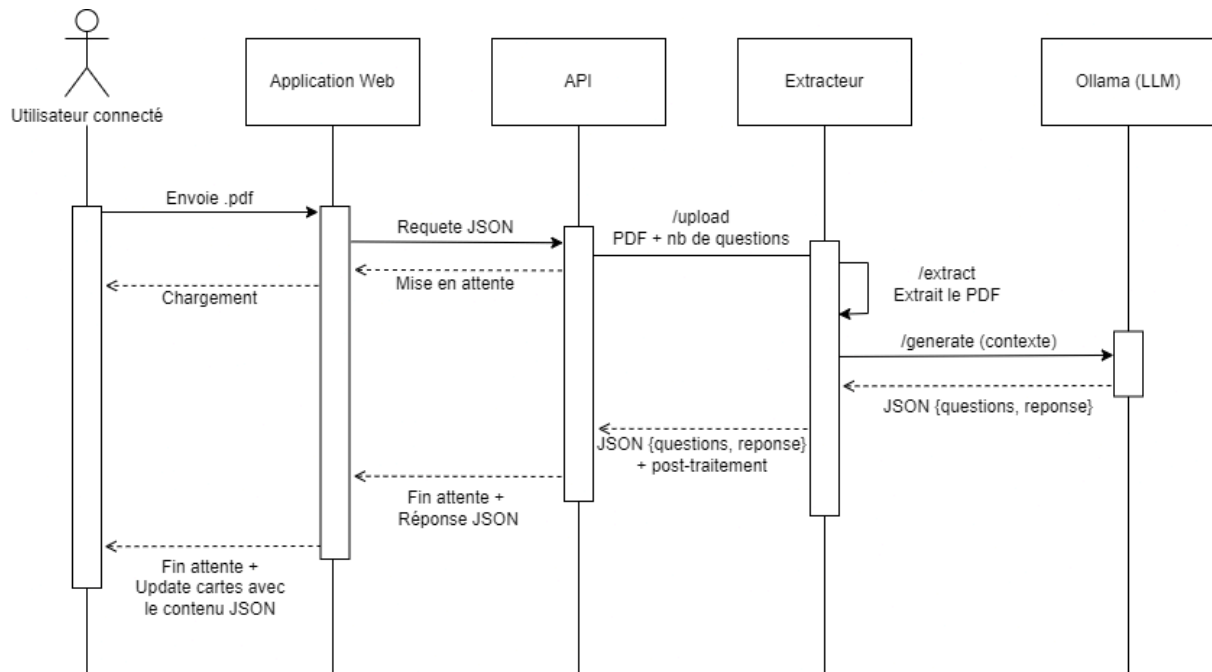 Utilisateur connecté
Application Web
API
Extracteur
Ollama (LLM)
Envoie .pdf
Requete JSON
/upload
PDF + nb de questions
Mise en attente
Chargement
/extract
Extrait le PDF
/generate (contexte)
JSON {questions, reponse}
JSON {questions, reponse}
+ post-traitement
Fin attente +
Réponse JSON
Fin attente +
Update cartes avec
le contenu JSON